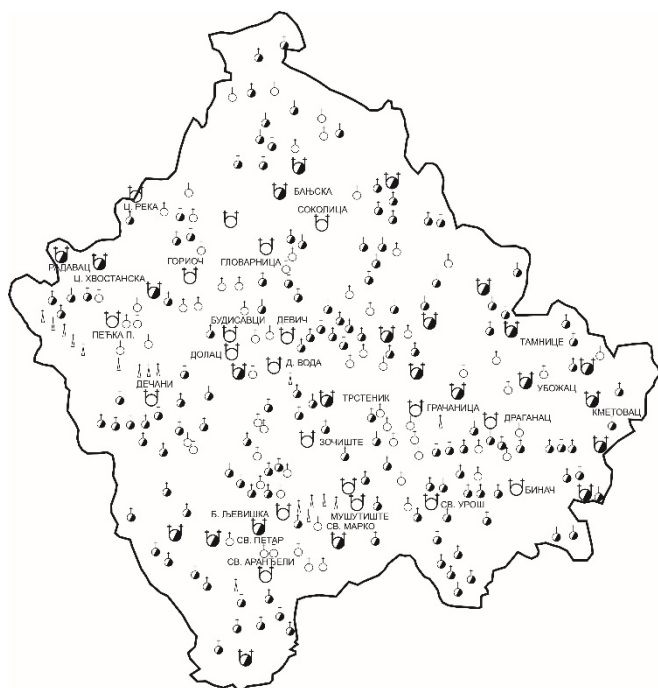 БАЊСКА
Ц. РЕКА
СОКОЛИЦА
ГЛОВАРНИЦА
ГОРИОЧ
РАДАВАЦ
Ц. ХВОСТАНСКА
БУДИСАВЦИ
ДЕВИЧ
ПЕЋКА П.
ТАМНИЦЕ
ДОЛАЦ
Д. ВОДА
ДЕЧАНИ
УБОЖАЦ
КМЕТОВАЦ
ТРСТЕНИК
ГРАЧАНИЦА
ДРАГАНАЦ
ЗОЧИШТЕ
БИНАЧ
СВ. УРОШ
Б. ЉЕВИШКА
МУШУТИШТЕ
СВ. МАРКО
СВ. ПЕТАР
СВ. АРАНЂЕЛИ